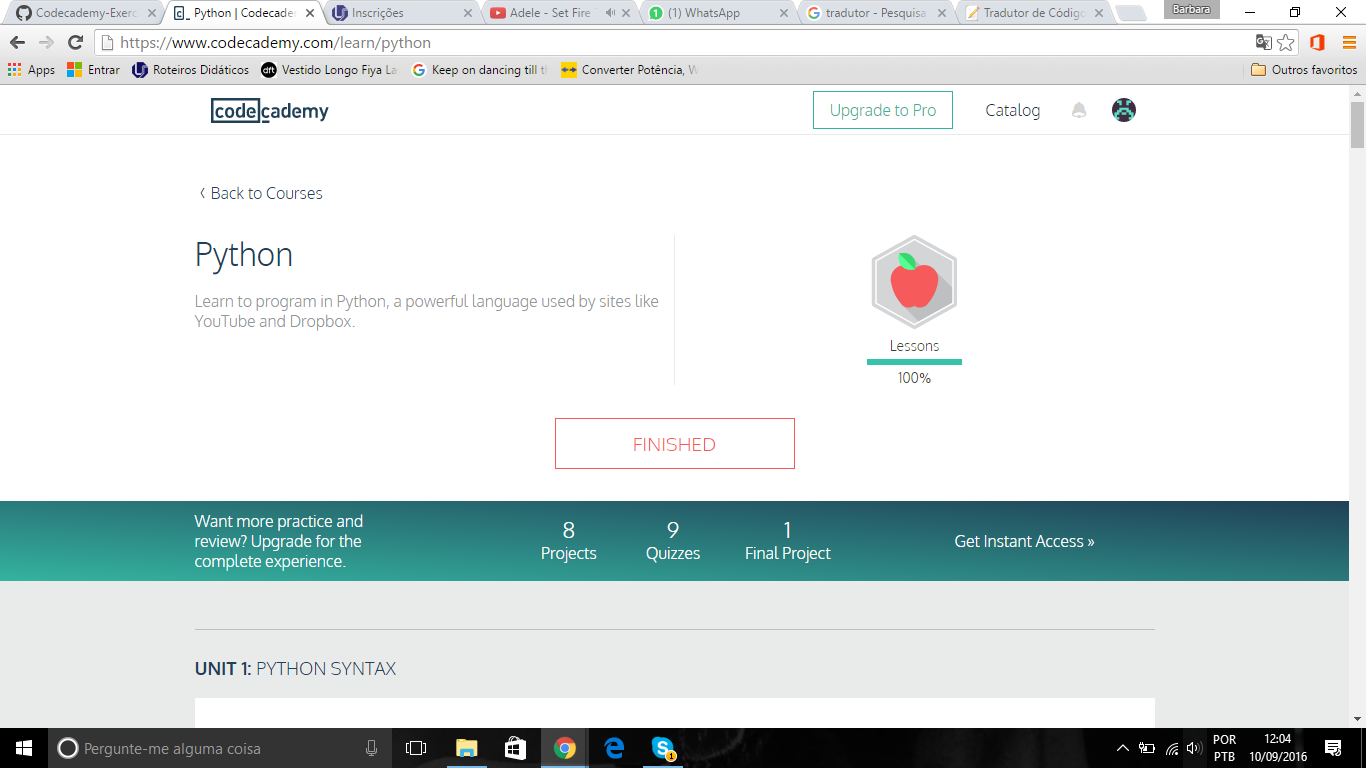 Codecademy-Exerc
Python | Codecadem
Inscrições
Adele - Set Fire
(1) WhatsApp
tradutor - Pesquisa
Tradutor de Código
Barbara
https://www.codecademy.com/learn/python
Apps
Entrar
Roteiros Didáticos
dft
Vestido Longo Fiya La
Keep on dancing till t
Converter Potência, W
Outros favoritos
codecademy
Upgrade to Pro
Catalog
Back to Courses
Python
Learn to program in Python, a powerful language used by sites like
YouTube and Dropbox.
Lessons
100%
FINISHED
Want more practice and
review? Upgrade for the
complete experience.
8
Projects
9
Quizzes
1
Final Project
Get Instant Access »
UNIT 1: PYTHON SYNTAX
Pergunte-me alguma coisa
1
POR
PTB
12:04
10/09/2016